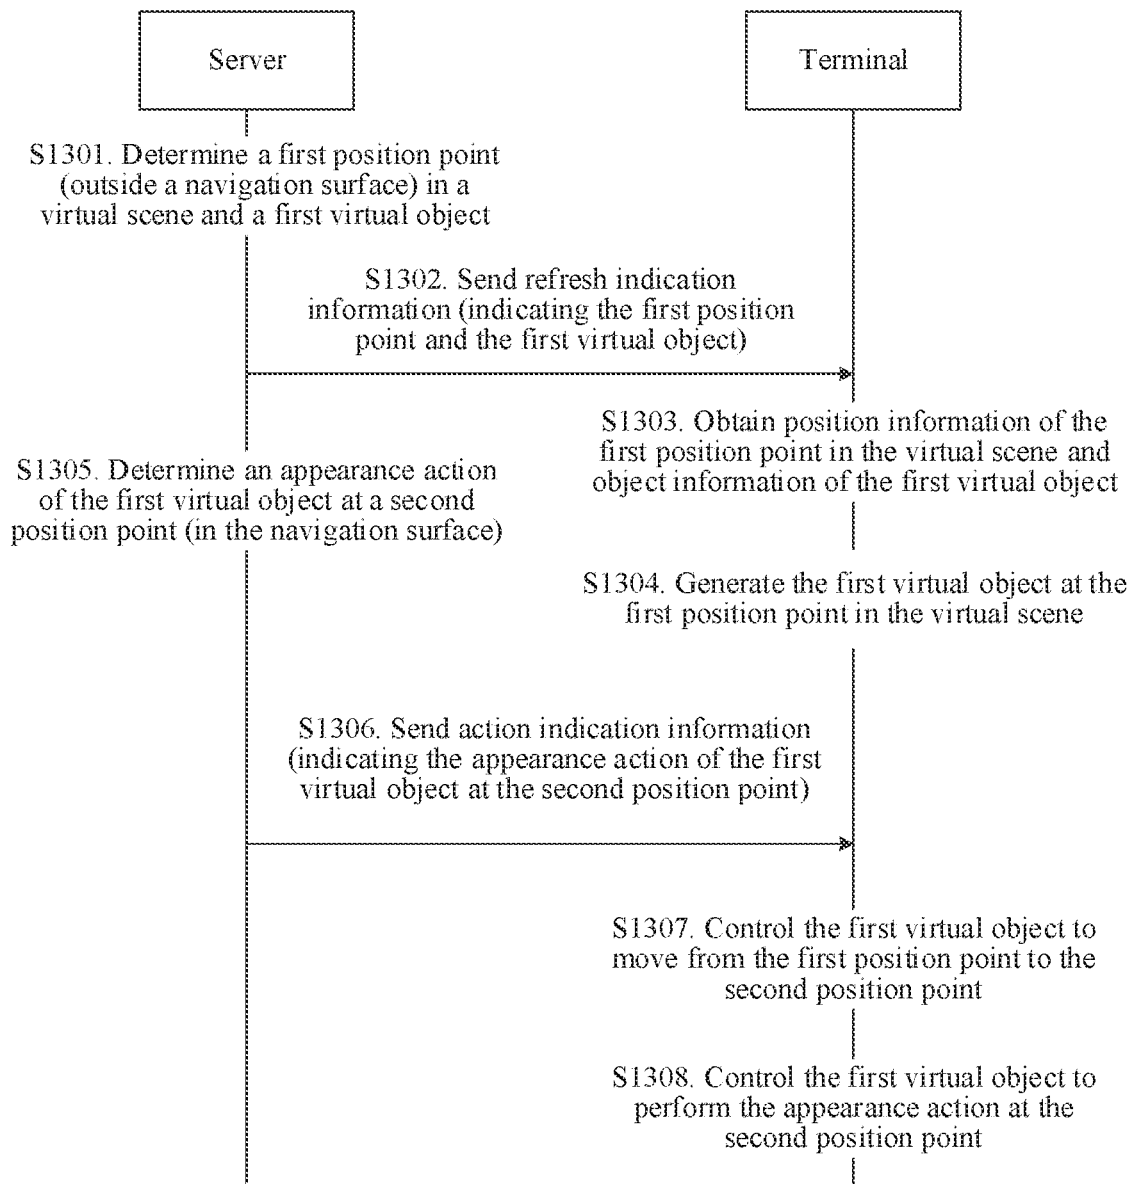 Server
Terminal
S1301. Determine a first position point
(outside a navigation surface) in a
virtual scene and a first virtual object
S1302. Send refresh indication
information (indicating the first position
point and the first virtual object)
S1303. Obtain position information of the
first position point in the virtual scene and
object information of the first virtual object
S1305. Determine an appearance action
of the first virtual object at a second
position point (in the navigation surface)
S1304. Generate the first virtual object at the
first position point in the virtual scene
S1306. Send action indication information
(indicating the appearance action of the first
virtual object at the second position point)
S1307. Control the first virtual object to
move from the first position point to the
second position point
S1308. Control the first virtual object to
perform the appearance action at the
second position point